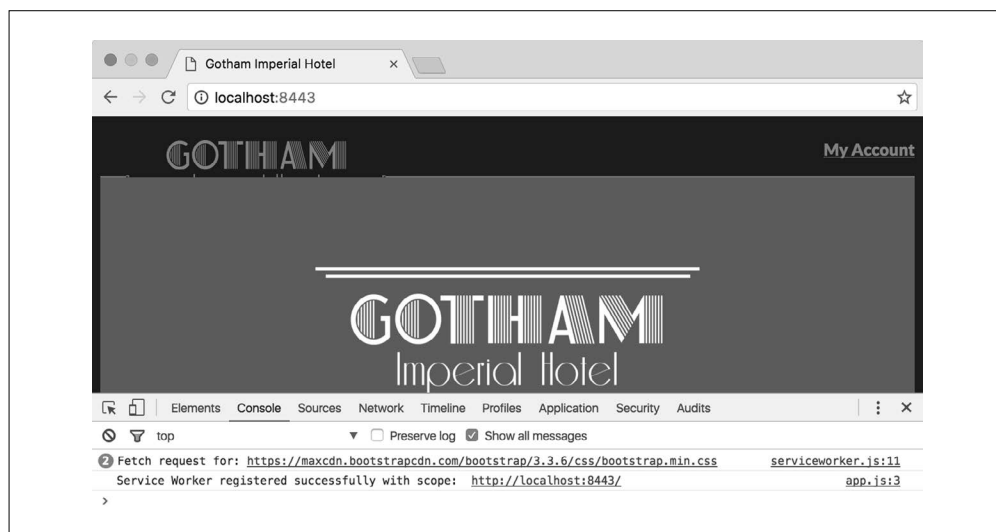 Gotham Imperial Hotel
localhost:8443
GOTHAM
My Account
GOTHAM
Imperial Hotel
Elements Console Sources Network Timeline Profiles Application Security Audits
top Preserve log Show all messages
2 Fetch request for: https://maxcdn.bootstrapcdn.com/bootstrap/3.3.6/css/bootstrap.min.css serviceworker.js:11
Service Worker registered successfully with scope: http://localhost:8443/ app.js:3